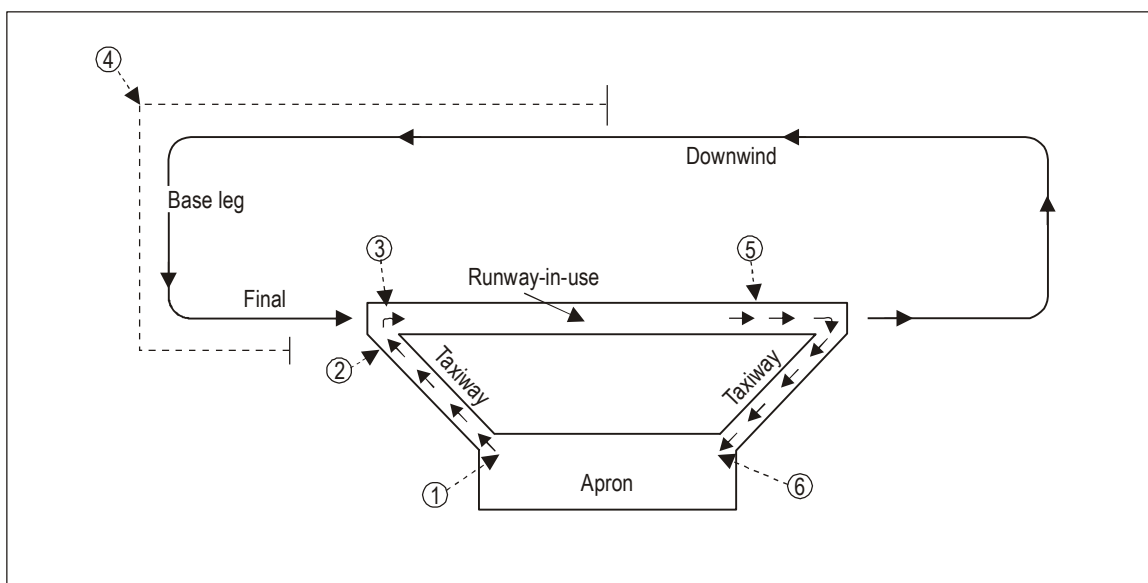 4
Downwind
Base leg
3
5
Runway-in-use
Final
2
Taxiway
Taxiway
1
Apron
6